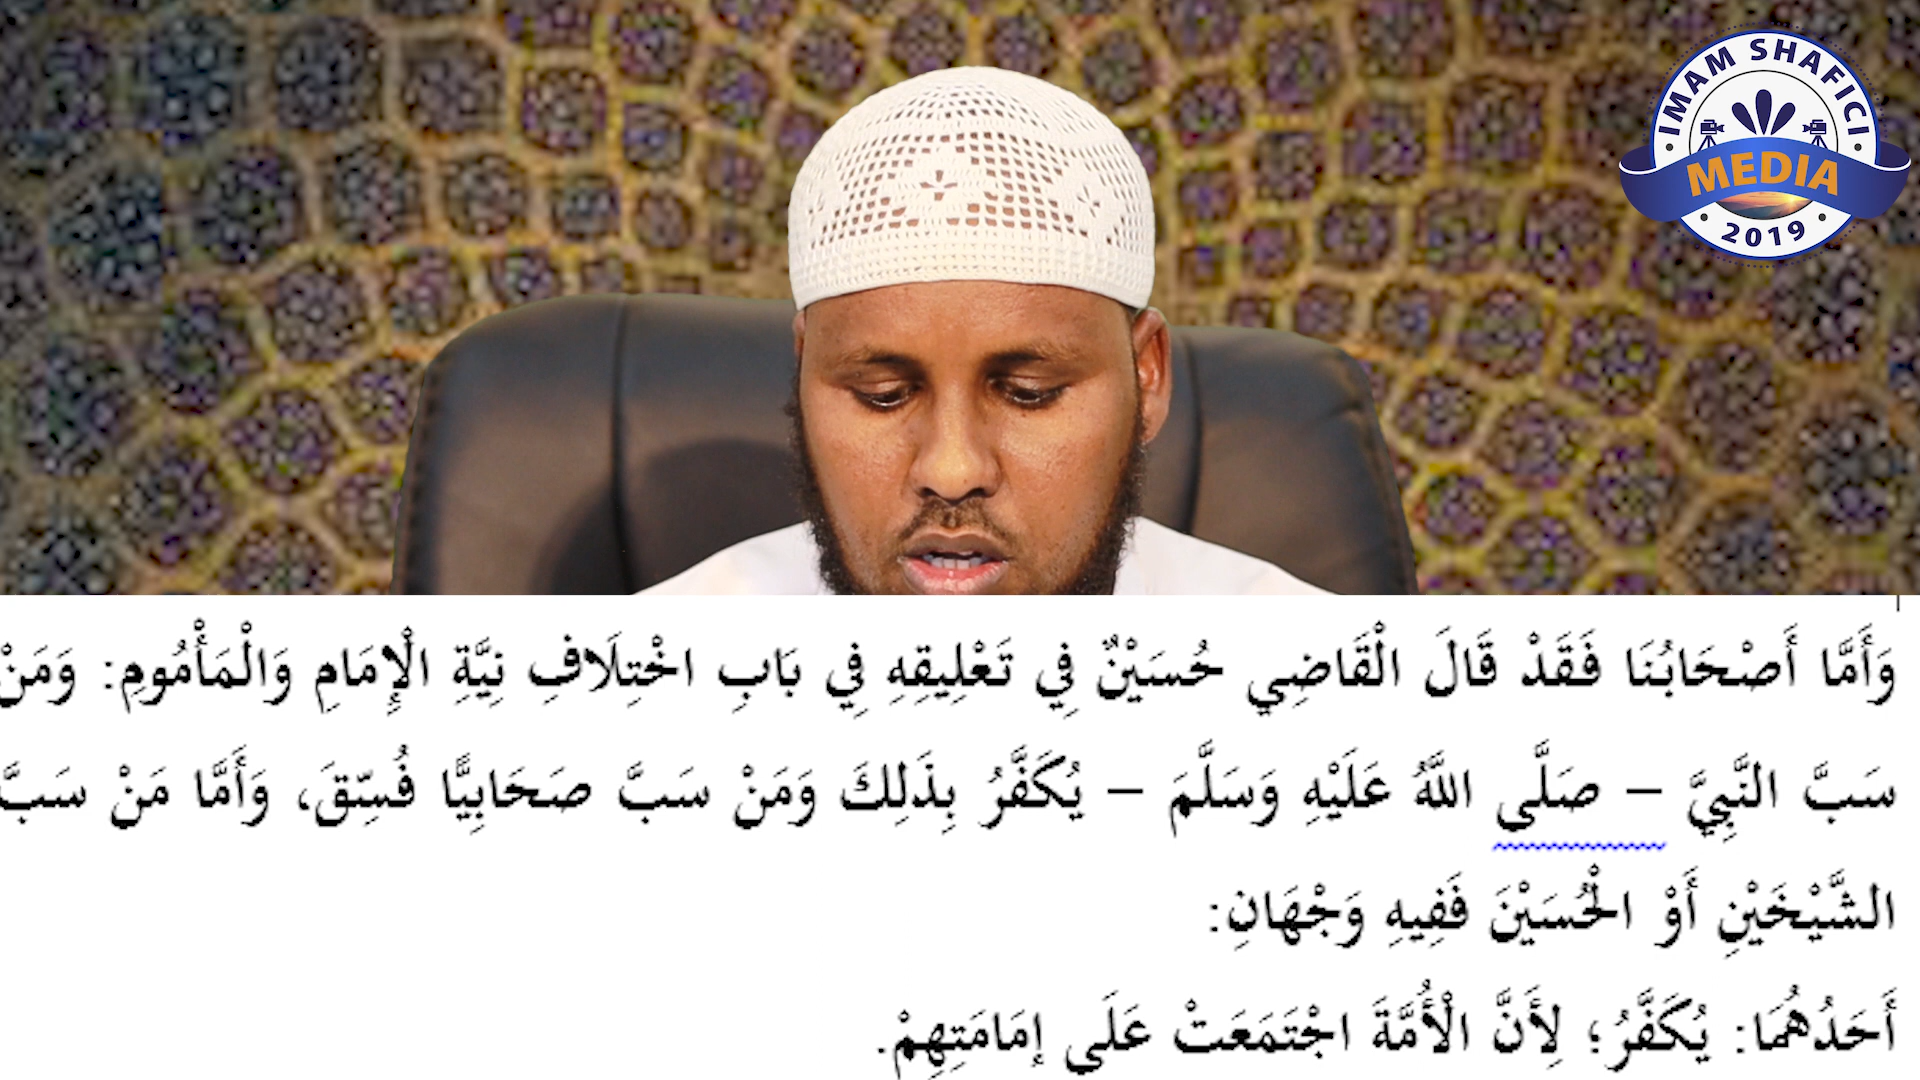 IMAM SHAFICI
MEDIA
2019
وَأَمَّا أَصْحَابُنَا فَقَدْ قَالَ الْقَاضِي حُسَيْنٌ فِي تَعْلِيقِهِ فِي بَابِ اخْتِلَافِ نِيَّةِ الْإِمَامِ وَالْمَأْمُومِ: وَمَنْ
سَبَّ النَّبِيَّ – صَلَّى اللَّهُ عَلَيْهِ وَسَلَّمَ – يُكَفَّرُ بِذَلِكَ وَمَنْ سَبَّ صَحَابِيًّا فُسِّقَ، وَأَمَّا مَنْ سَبَّ
الشَّيْخَيْنِ أَوْ الْحُسَيْنَ فَفِيهِ وَجْهَانِ:
أَحَدُهُمَا: يُكَفَّرُ؛ لِأَنَّ الْأُمَّةَ اجْتَمَعَتْ عَلَى إمَامَتِهِمْ.